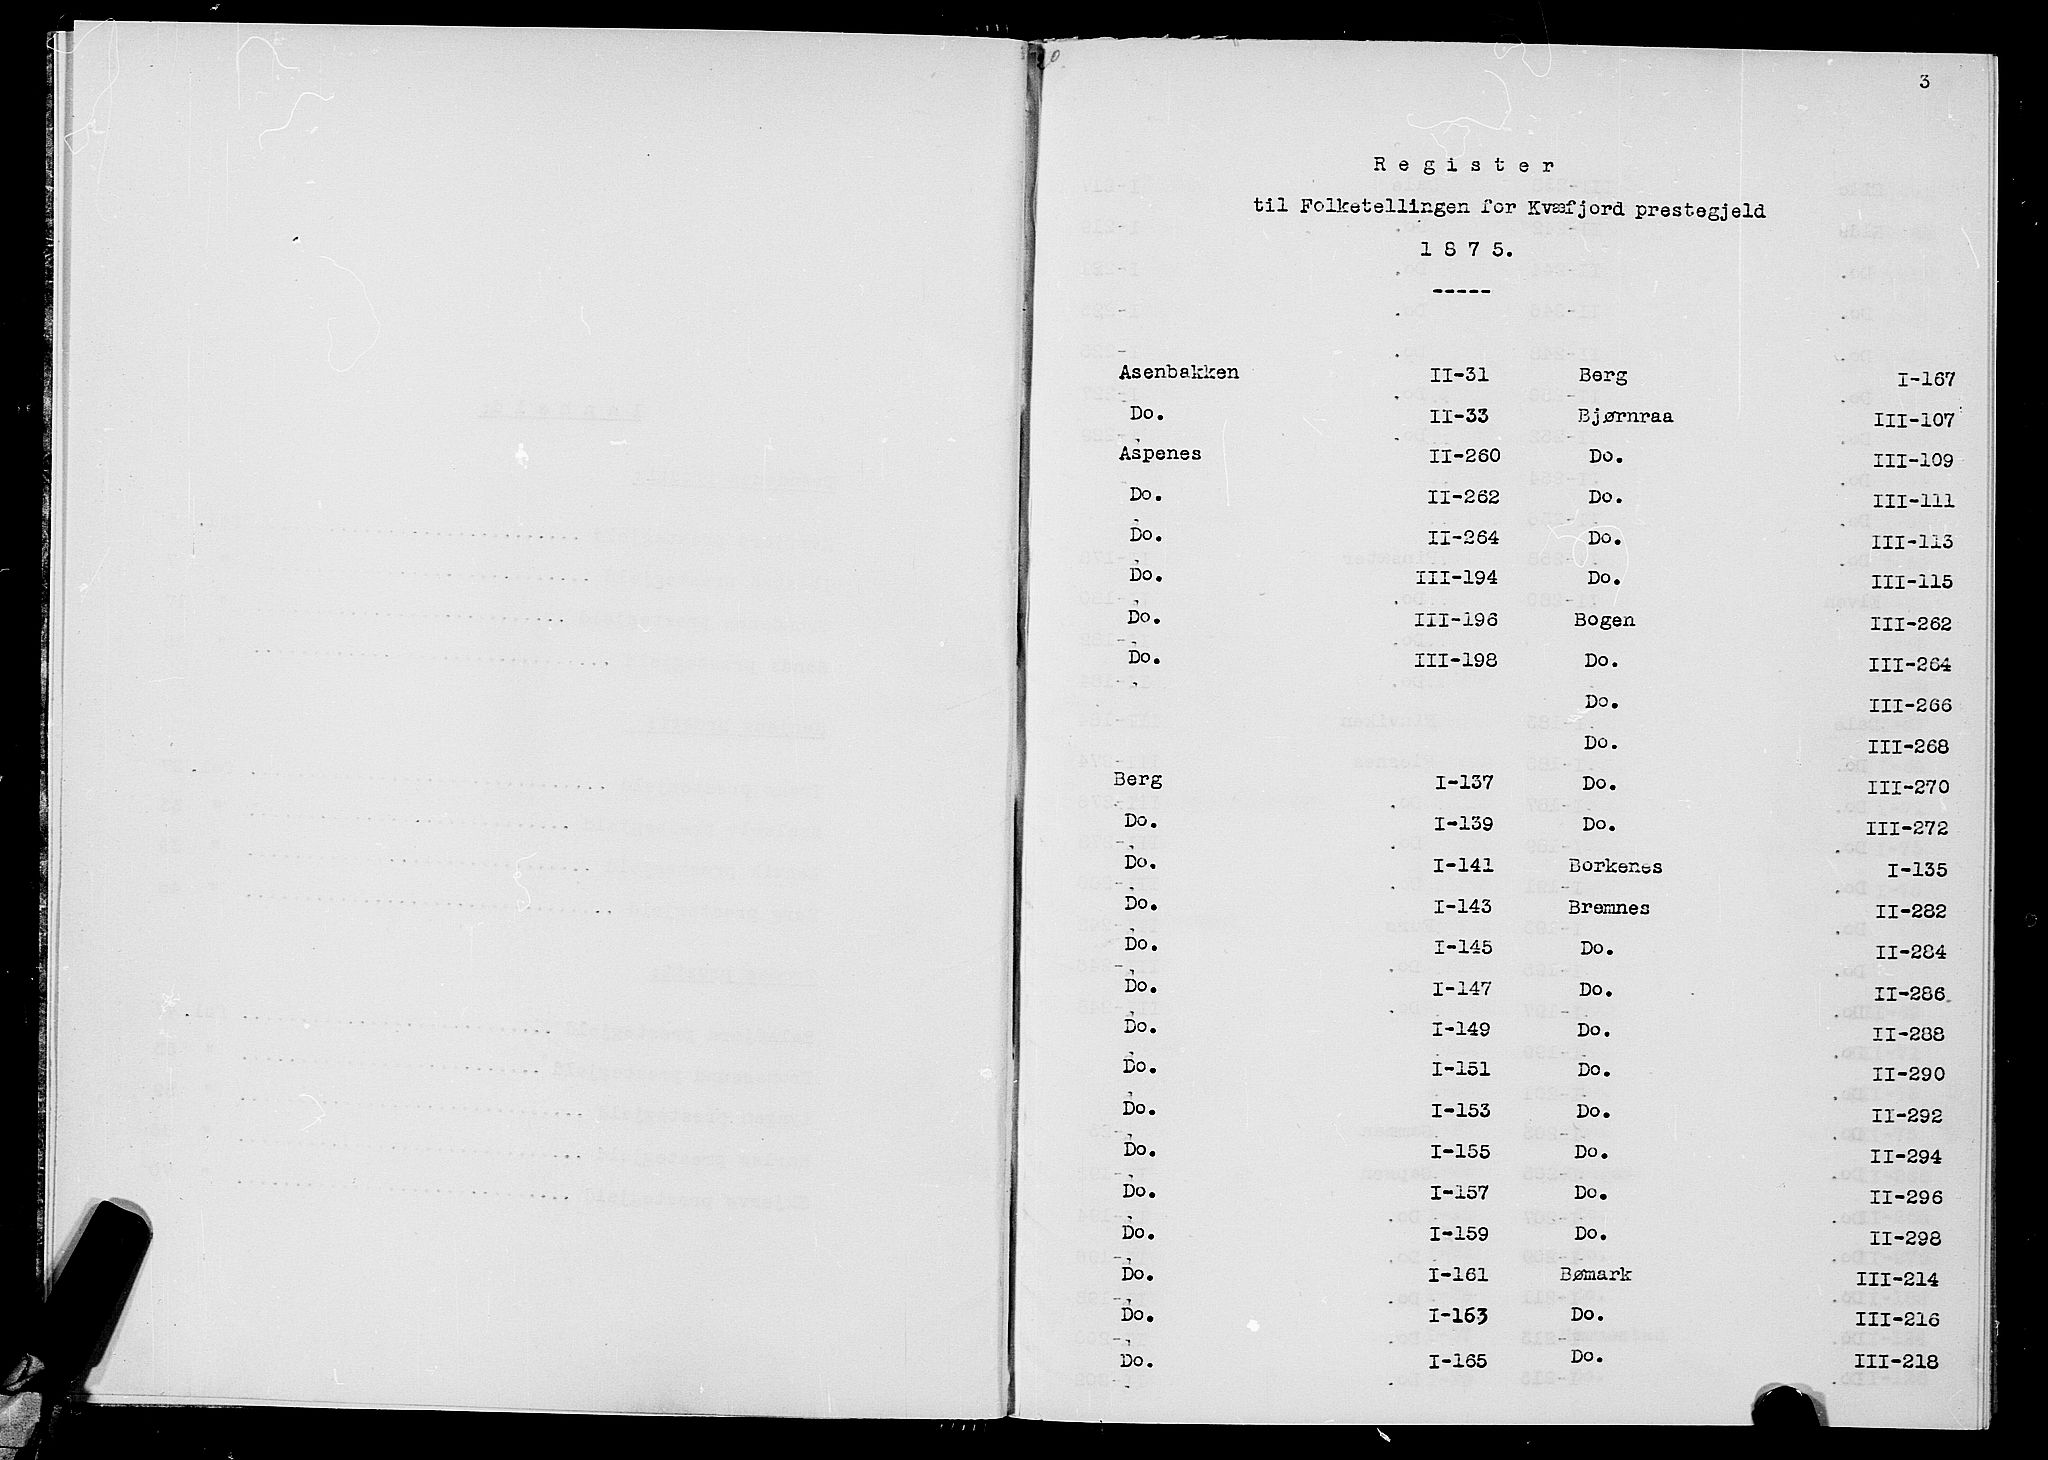 3
Register
til Folketellingen for Kvæfjord prestegjeld
1875.
-----
Asenbakken II-31 Berg I-167
Do. II-33 Bjørnraa III-107
Aspenes II-260 Do. III-109
Do. II-262 Do. III-111
Do. II-264 Do. III-113
Do. III-194 Do. III-115
Do. III-196 Bogen III-262
Do. III-198 Do. III-264
Do. III-266
Do. III-268
Berg I-137 Do. III-270
Do. I-139 Do. III-272
Do. I-141 Borkenes I-135
Do. I-143 Bremnes II-282
Do. I-145 Do. II-284
Do. I-147 Do. II-286
Do. I-149 Do. II-288
Do. I-151 Do. II-290
Do. I-153 Do. II-292
Do. I-155 Do. II-294
Do. I-157 Do. II-296
Do. I-159 Do. II-298
Do. I-161 Bømark III-214
Do. I-163 Do. III-216
Do. I-165 Do. III-218